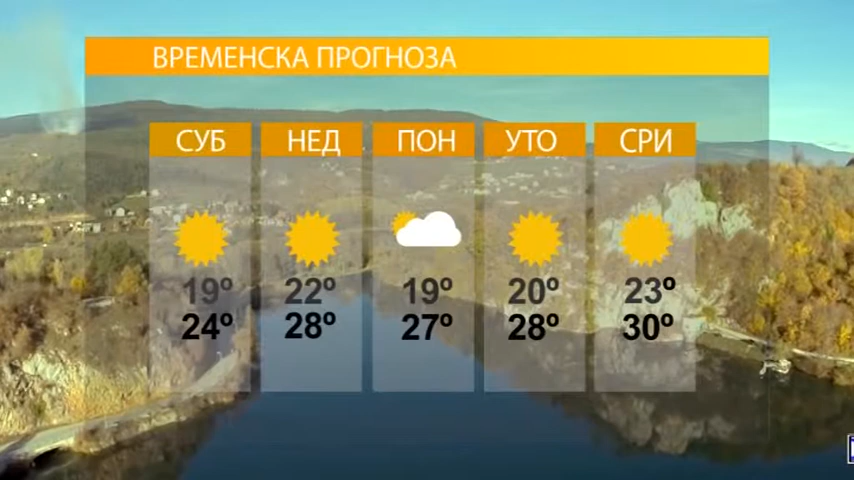 ВРЕМЕНСКА ПРОГНОЗА
СУБ НЕД ПОН УТО СРИ
19º 22º 19º 20º 23º
24º 28º 27º 28º 30º